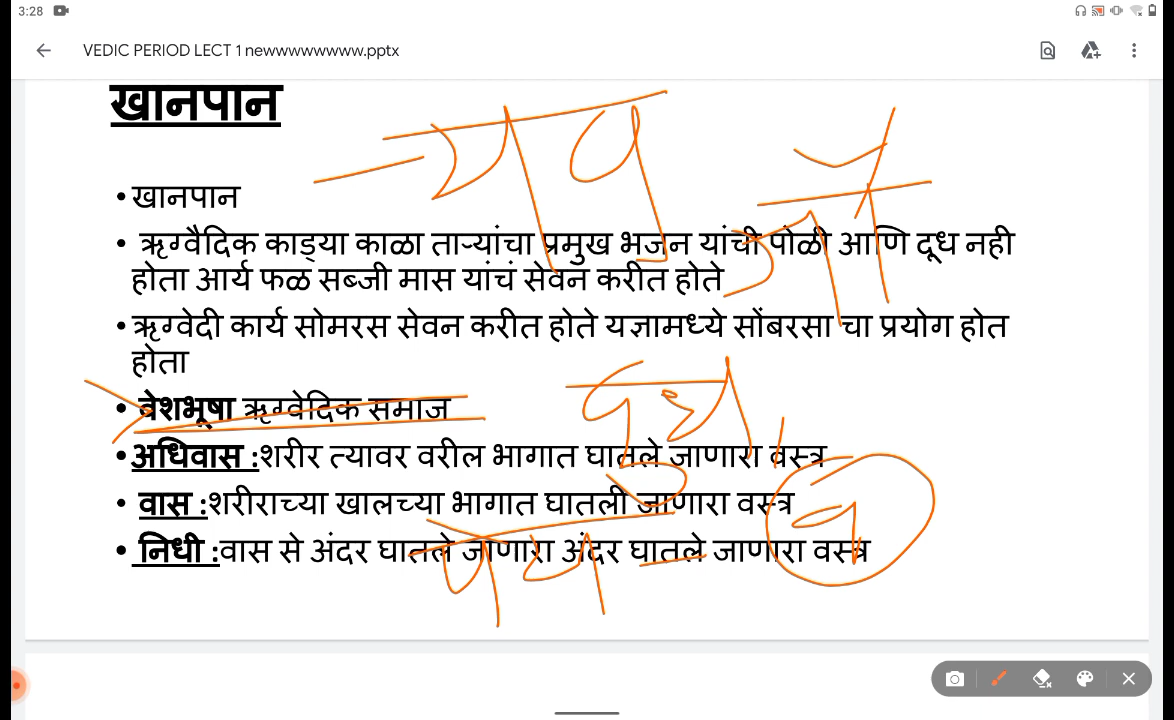 3:28
VEDIC PERIOD LECT 1 newwwwwwww.pptx
खानपान
• खानपान
• ऋग्वैदिक काड्या काळा ताऱ्यांचा प्रमुख भजन यांची पोळी आणि दूध नही
होता आर्य फळ सब्जी मास यांचं सेवन करीत होते
• ऋग्वेदी कार्य सोमरस सेवन करीत होते यज्ञामध्ये सोंबरसा चा प्रयोग होत
होता
• वेशभूषा ऋग्वेदिक समाज
• अधिवास :शरीर त्यावर वरील भागात घातले जाणारा वस्त्र
• वास :शरीराच्या खालच्या भागात घातली जाणारा वस्त्र
• निधी :वास से अंदर घातले जाणारा अंदर घातले जाणारा वस्त्र